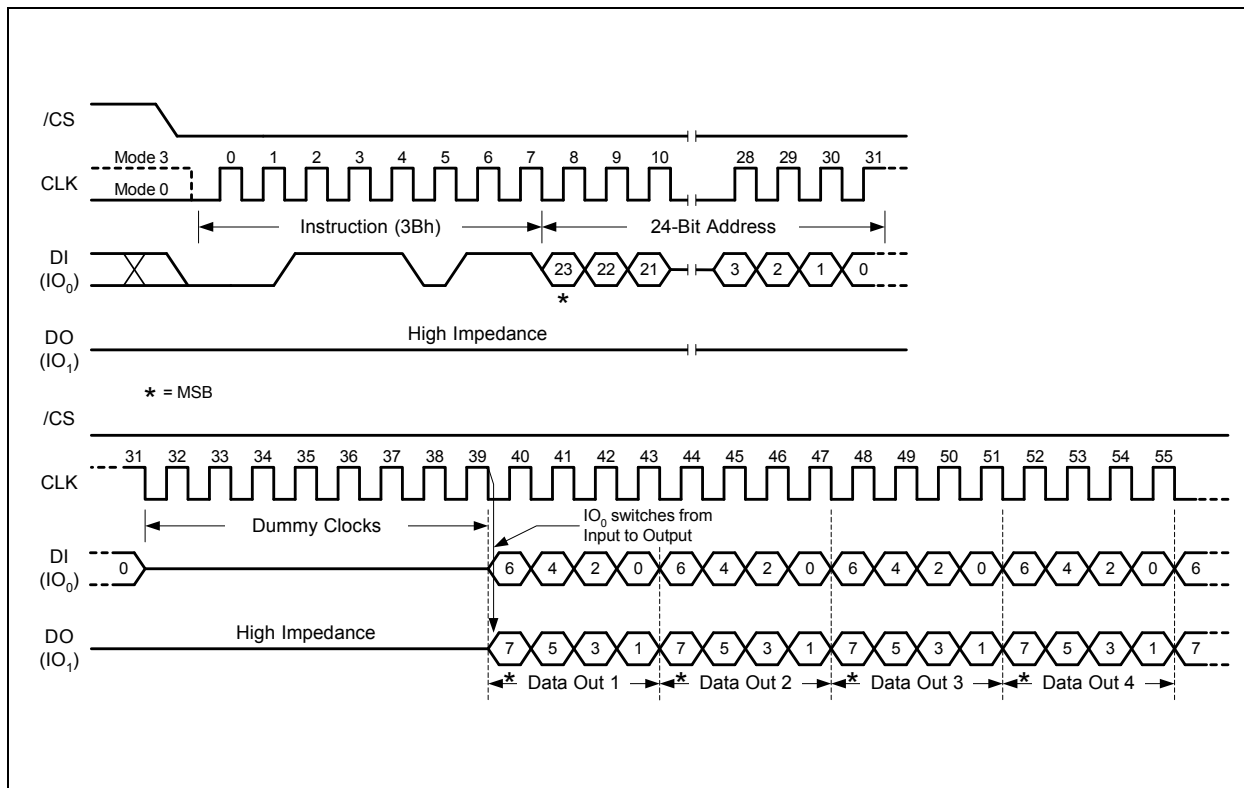 /CS
Mode 3 0 1 2 3 4 5 6 7 8 9 10 28 29 30 31
CLK
Mode 0
Instruction (3Bh) 24-Bit Address
DI
(IO0) 23 22 21 3 2 1 0
*
DO High Impedance
(IO1)
* = MSB
/CS
31 32 33 34 35 36 37 38 39 40 41 42 43 44 45 46 47 48 49 50 51 52 53 54 55
CLK
Dummy Clocks IO0 switches from
Input to Output
DI
(IO0) 0 6 4 2 0 6 4 2 0 6 4 2 0 6 4 2 0 6
DO High Impedance
(IO1) 7 5 3 1 7 5 3 1 7 5 3 1 7 5 3 1 7
* Data Out 1 * Data Out 2 * Data Out 3 * Data Out 4